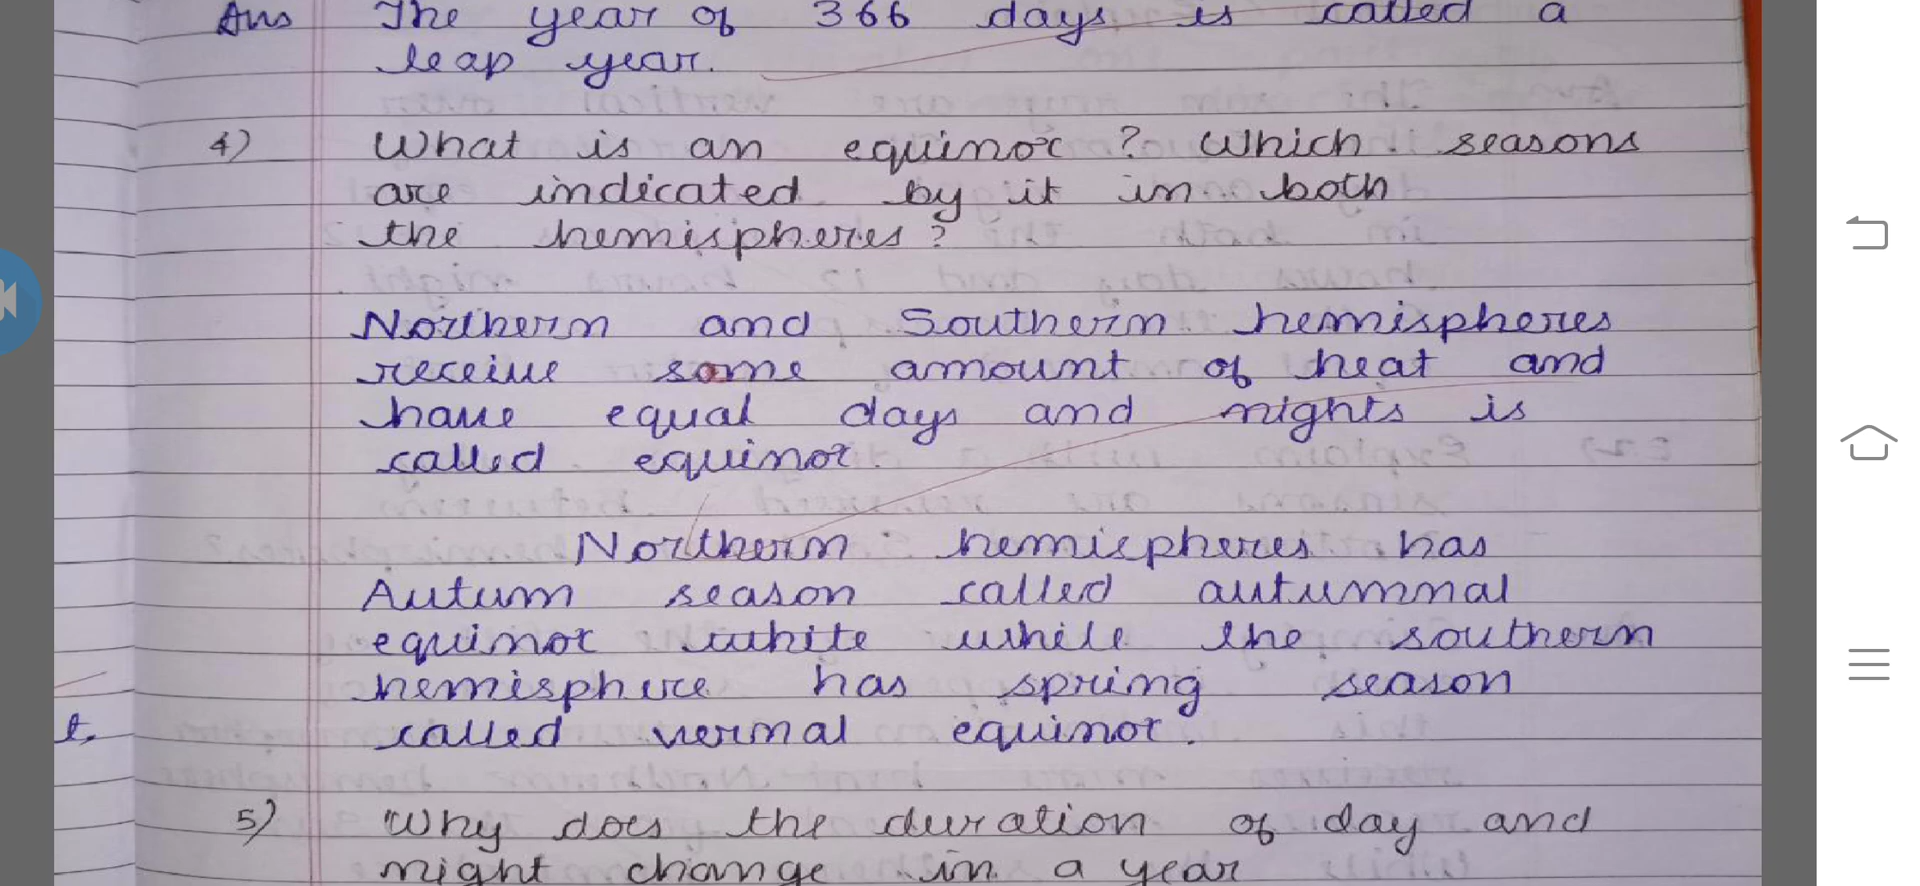 Ans The year of 366 days is called a
leap year.
4) What is an equinox? Which seasons
are indicated by it in both
the hemispheres?
Northern and Southern hemispheres
receive same amount of heat and
have equal days and nights is
called equinox.
Northern hemispheres has
Autum season called autumnal
equinox white while the southern
hemisphere has spring season
t, called vernal equinox.
5) Why does the duration of day and
night change in a year